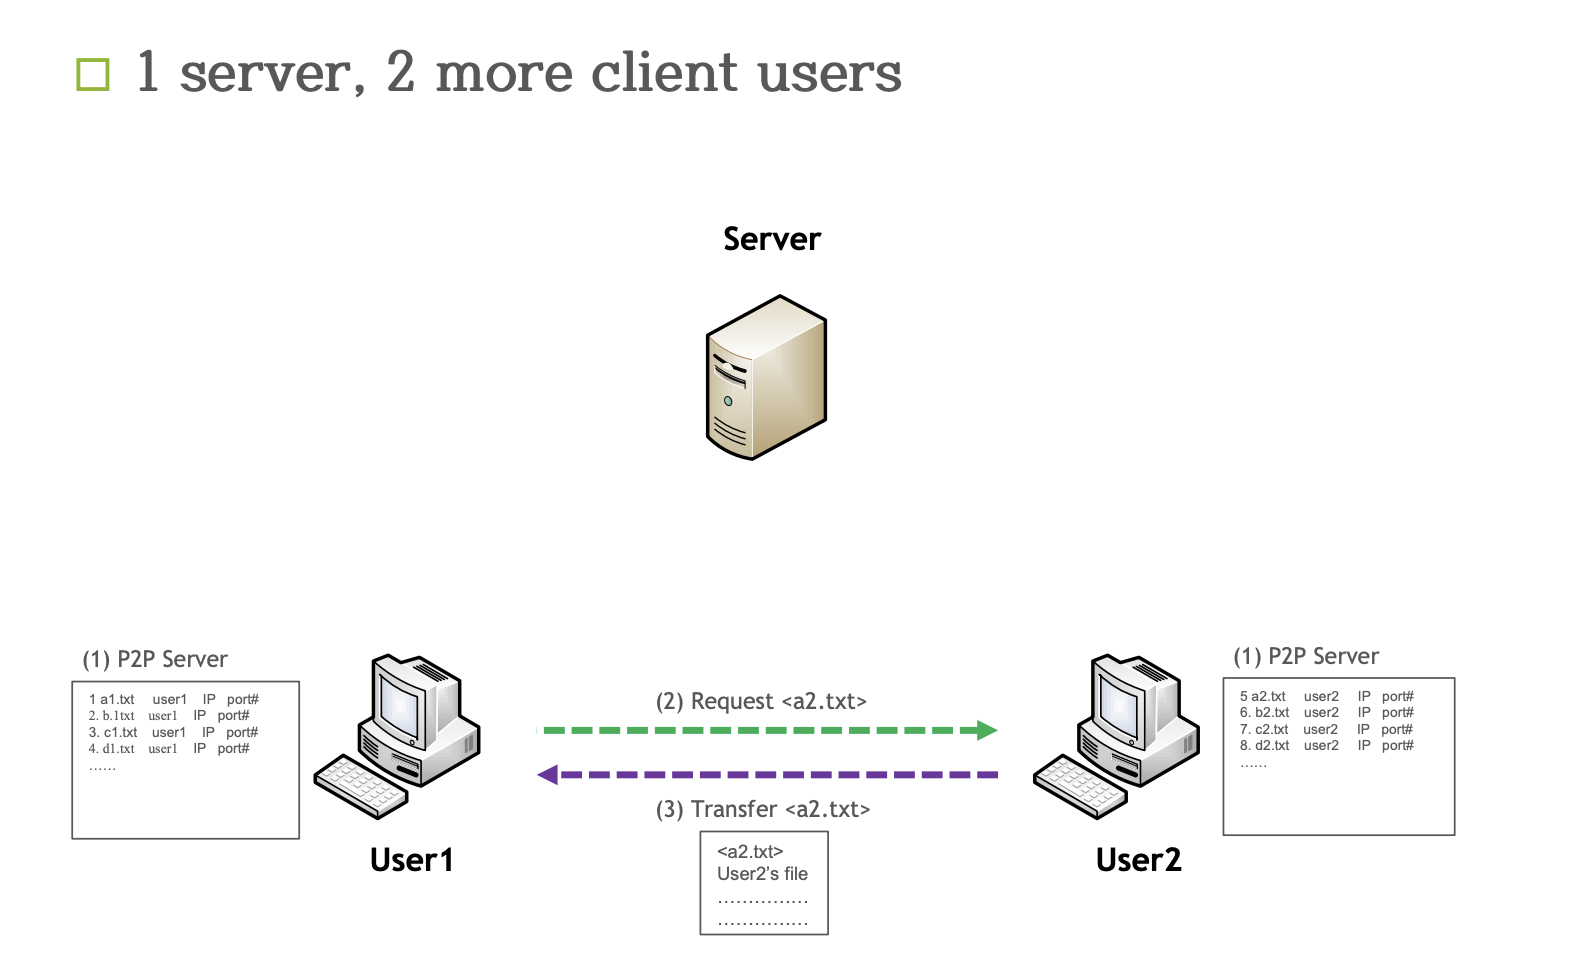 1 server, 2 more client users
Server
(1) P2P Server
1 a1.txt user1 IP port#
2. b.1txt user1 IP port#
3. c1.txt user1 IP port#
4. d1.txt user1 IP port#
......
User1
(2) Request <a2.txt>
(3) Transfer <a2.txt>
<a2.txt>
User2's file
...............
...............
(1) P2P Server
5 a2.txt user2 IP port#
6. b2.txt user2 IP port#
7. c2.txt user2 IP port#
8. d2.txt user2 IP port#
......
User2